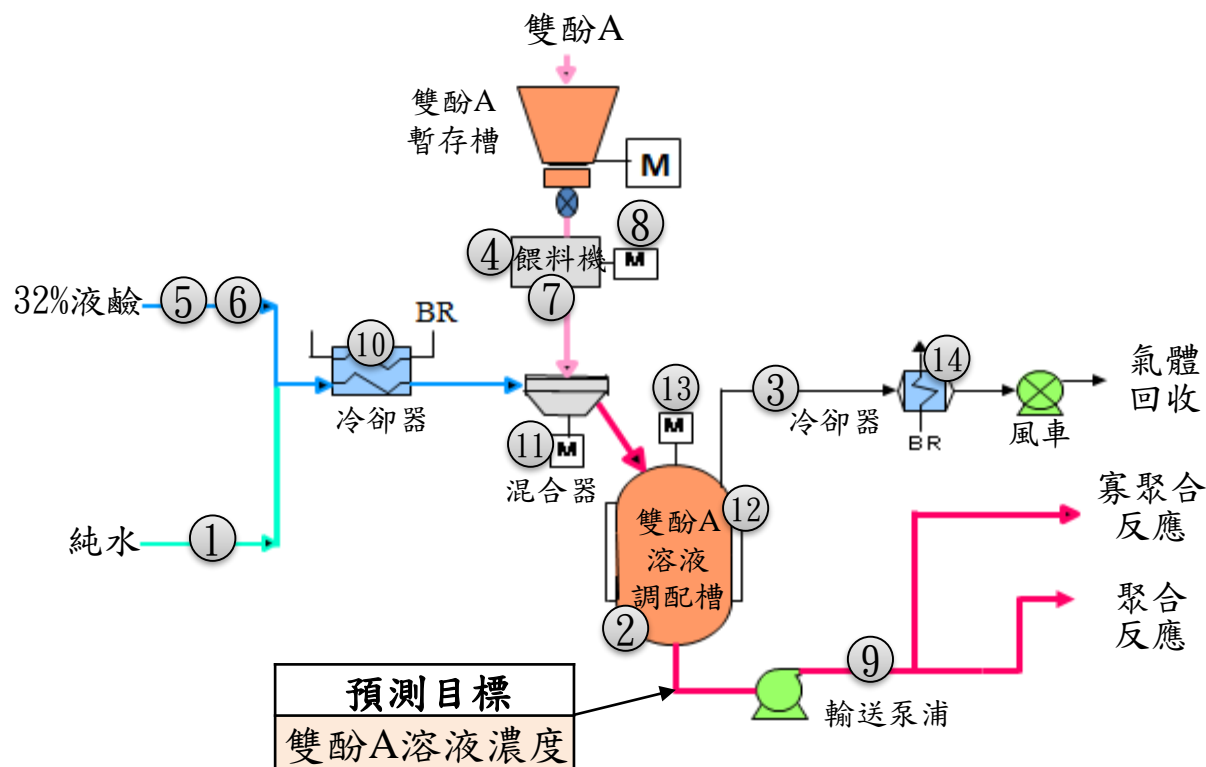 雙酚A
雙酚A
暫存槽
M
8
4
餵料機
M
7
32%液鹼
5
6
BR
10
冷卻器
13
M
11
M
混合器
3
冷卻器
14
BR
風車
氣體
回收
純水
1
12
雙酚A
溶液
調配槽
2
寡聚合
反應
聚合
反應
9
輸送泵浦
預測目標
雙酚A溶液濃度